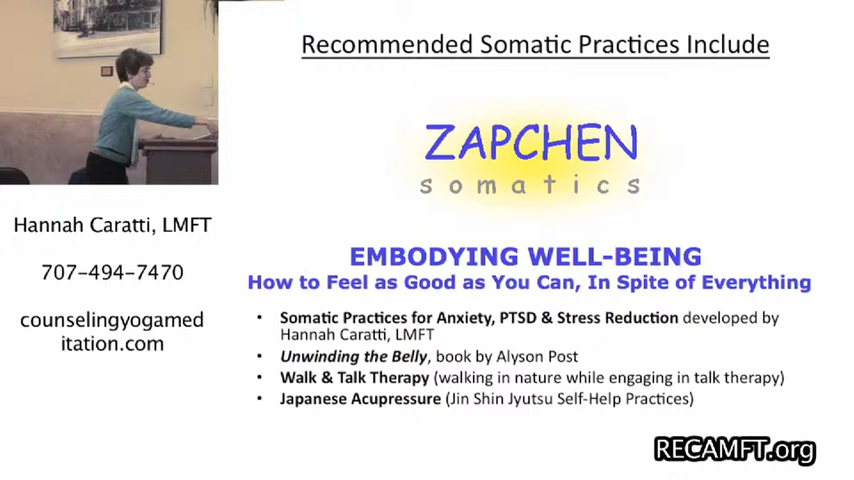 Recommended Somatic Practices Include
ZAPCHEN
somatics
Hannah Caratti, LMFT
707-494-7470
counselingyogamed
itation.com
EMBODYING WELL-BEING
How to Feel as Good as You Can, In Spite of Everything
• Somatic Practices for Anxiety, PTSD & Stress Reduction developed by
Hannah Caratti, LMFT
• Unwinding the Belly, book by Alyson Post
• Walk & Talk Therapy (walking in nature while engaging in talk therapy)
• Japanese Acupressure (Jin Shin Jyutsu Self-Help Practices)
RECAMFT.org